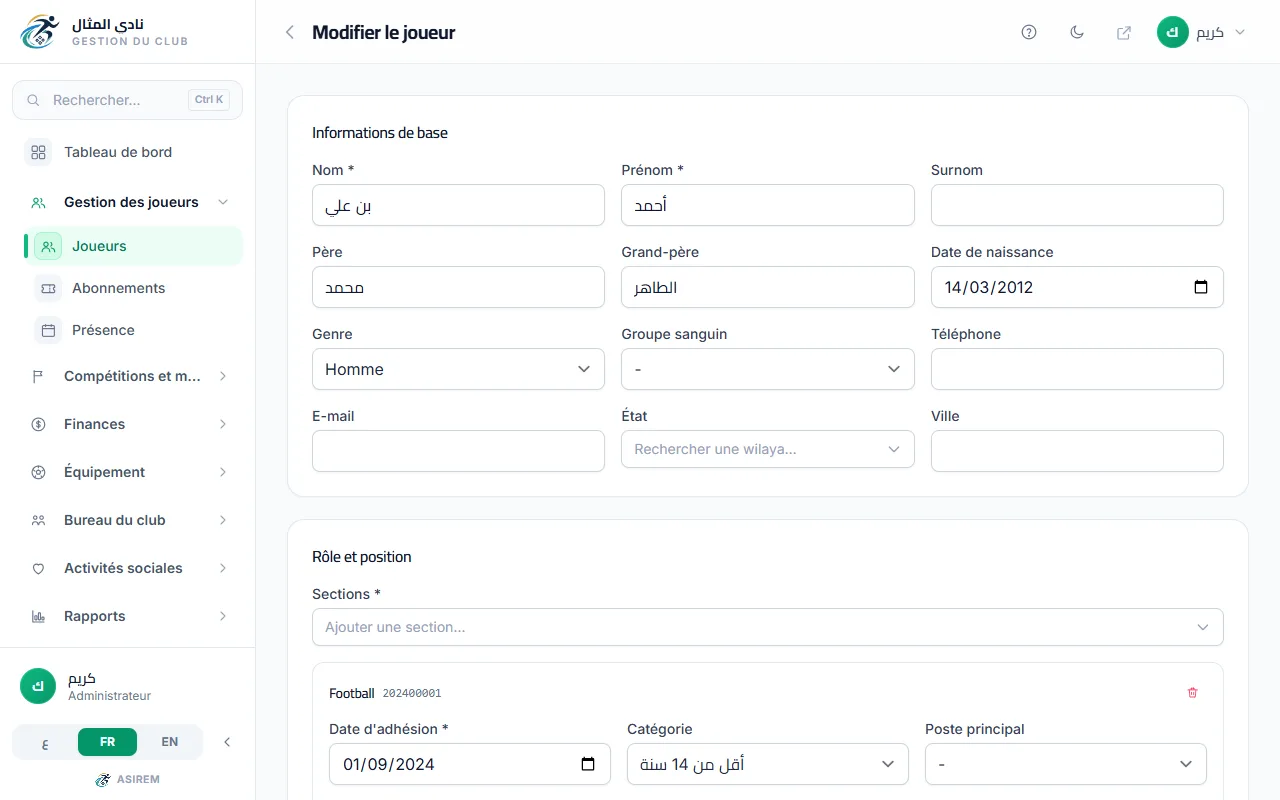 نادي المثال
GESTION DU CLUB
Rechercher... Ctrl K
Tableau de bord
Gestion des joueurs
Joueurs
Abonnements
Présence
Compétitions et m...
Finances
Équipement
Bureau du club
Activités sociales
Rapports
كريم
Administrateur
ع FR EN
ASIREM
Modifier le joueur
ك كريم
Informations de base
Nom * Prénom * Surnom
بن علي أحمد
Père Grand-père Date de naissance
محمد الطاهر 14/03/2012
Genre Groupe sanguin Téléphone
Homme -
E-mail État Ville
Rechercher une wilaya...
Rôle et position
Sections *
Ajouter une section...
Football 202400001
Date d'adhésion * Catégorie Poste principal
01/09/2024 أقل من 14 سنة -